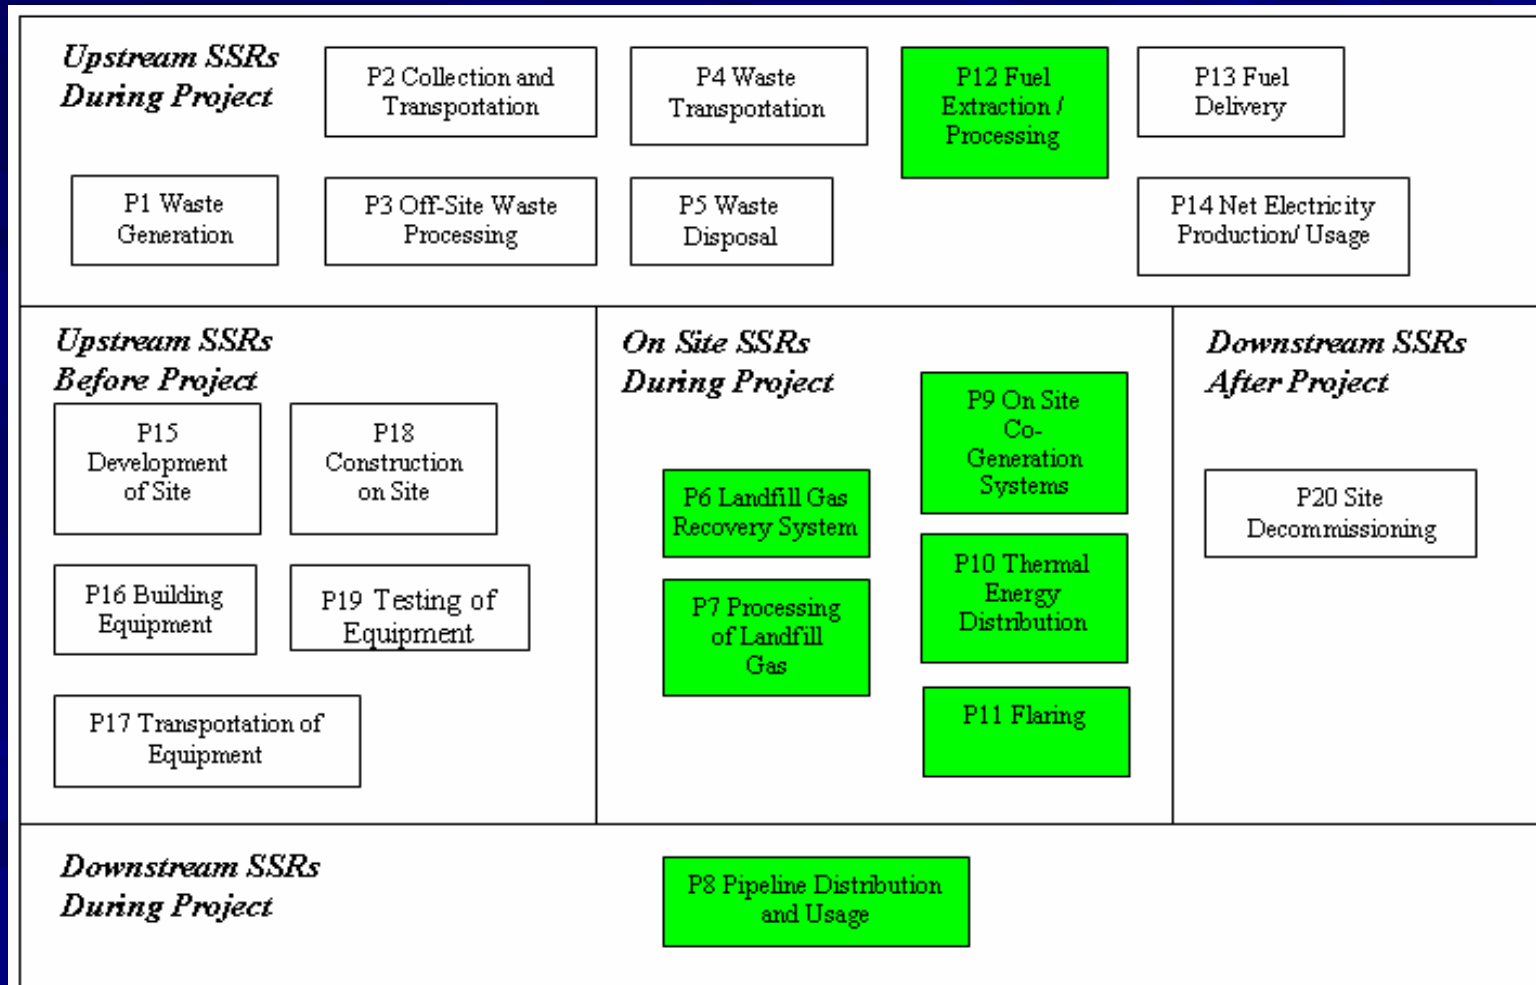 Upstream SSRs
During Project
P2 Collection and
Transportation
P4 Waste
Transportation
P12 Fuel
Extraction /
Processing
P13 Fuel
Delivery
P1 Waste
Generation
P3 Off-Site Waste
Processing
P5 Waste
Disposal
P14 Net Electricity
Production/ Usage
Upstream SSRs
Before Project
P15
Development
of Site
P18
Construction
on Site
P16 Building
Equipment
P19 Testing of
Equipment
P17 Transportation of
Equipment
On Site SSRs
During Project
P9 On Site
Co-
Generation
Systems
P6 Landfill Gas
Recovery System
P10 Thermal
Energy
Distribution
P7 Processing
of Landfill
Gas
P11 Flaring
Downstream SSRs
After Project
P20 Site
Decommissioning
Downstream SSRs
During Project
P8 Pipeline Distribution
and Usage